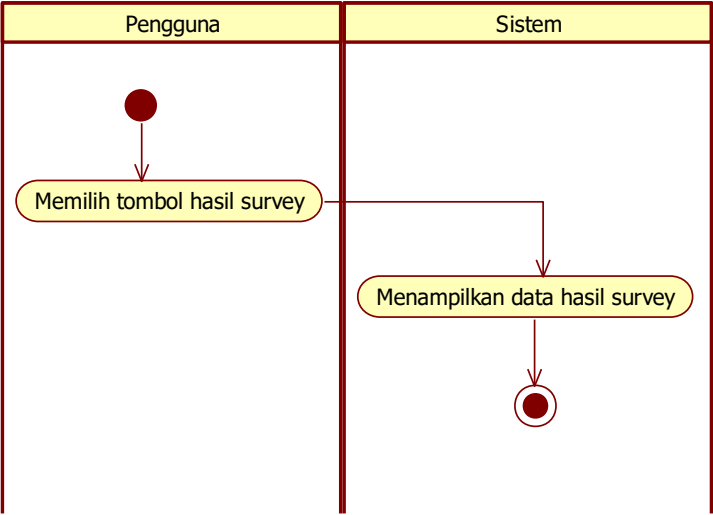 Pengguna
Sistem
Memilih tombol hasil survey
Menampilkan data hasil survey